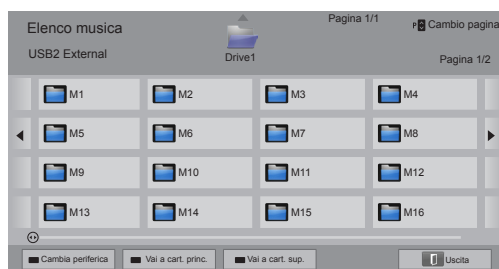 Elenco musica
Pagina 1/1
P Cambio pagina
USB2 External
Drive1
Pagina 1/2
M1 M2 M3 M4
M5 M6 M7 M8
M9 M10 M11 M12
M13 M14 M15 M16
Cambia periferica Vai a cart. princ. Vai a cart. sup. Uscita